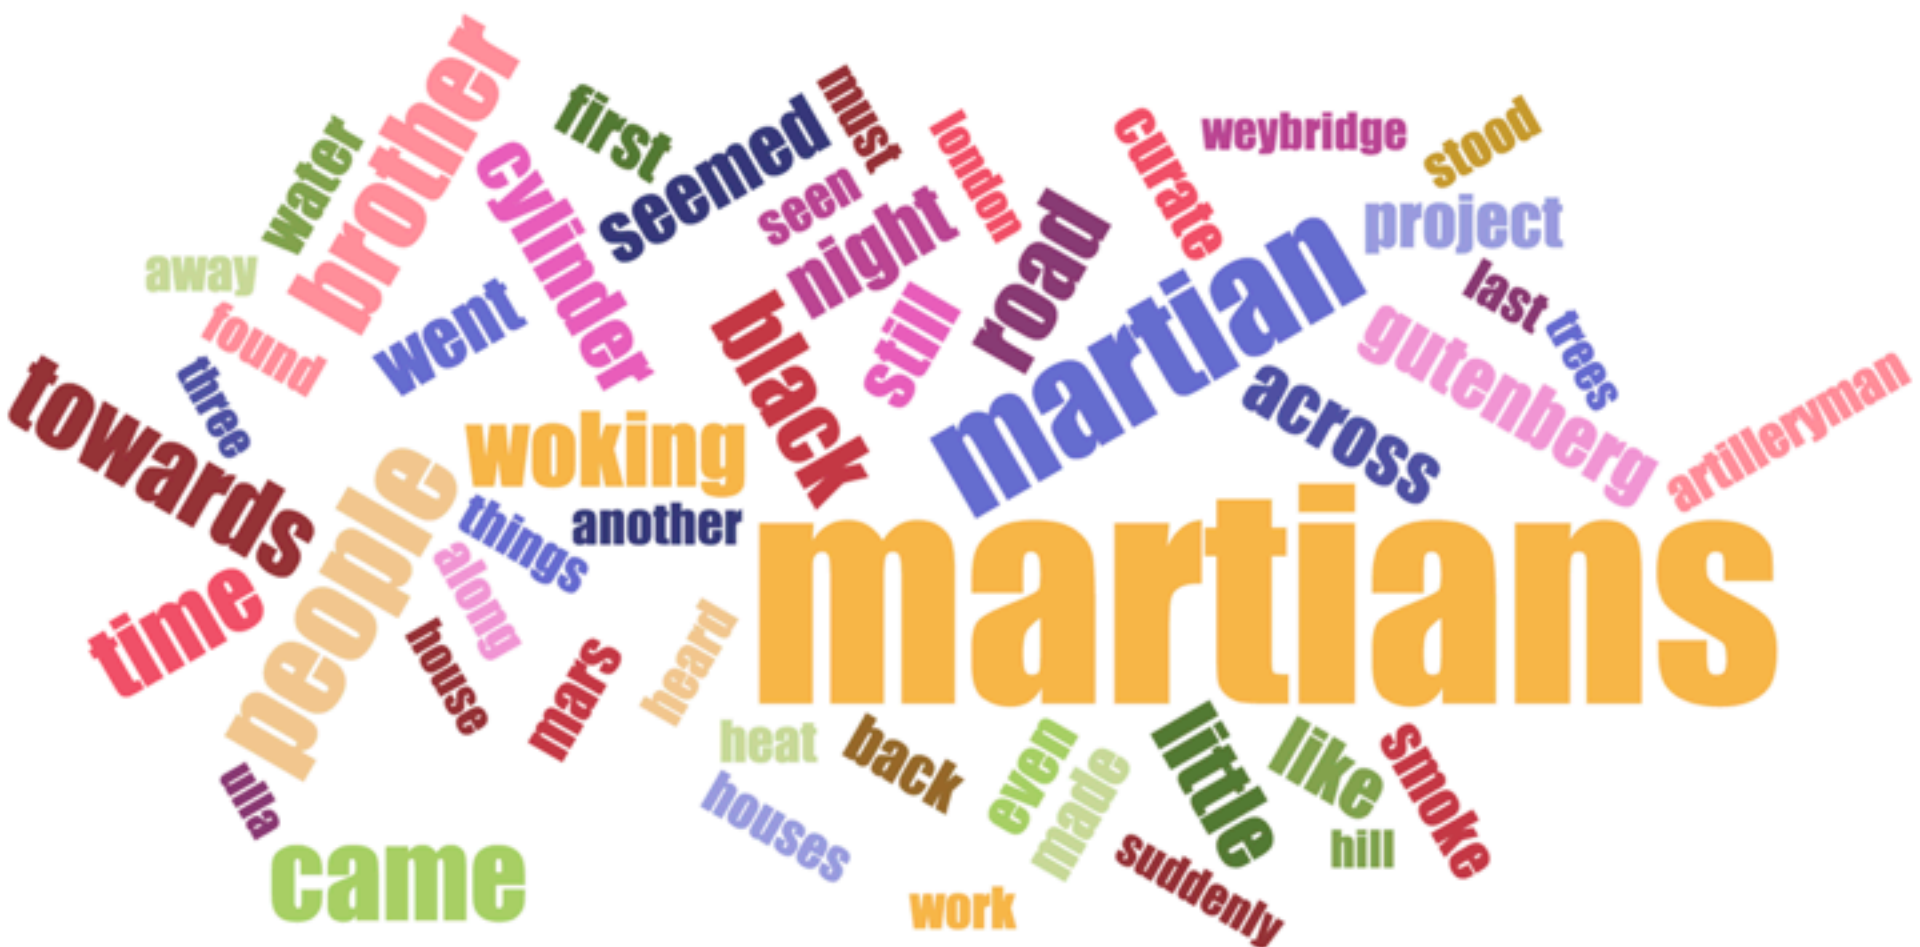 brother
first
must
seemed
water
london
curate
weybridge
stood
cylinder
seen
night
road
project
away
found
went
black
still
martian
last
trees
gutenberg
across
artilleryman
three
towards
woking
people
things
another
martians
along
time
house
mars
heard
heat
back
even
made
little
like
smoke
ulla
came
houses
hill
suddenly
work